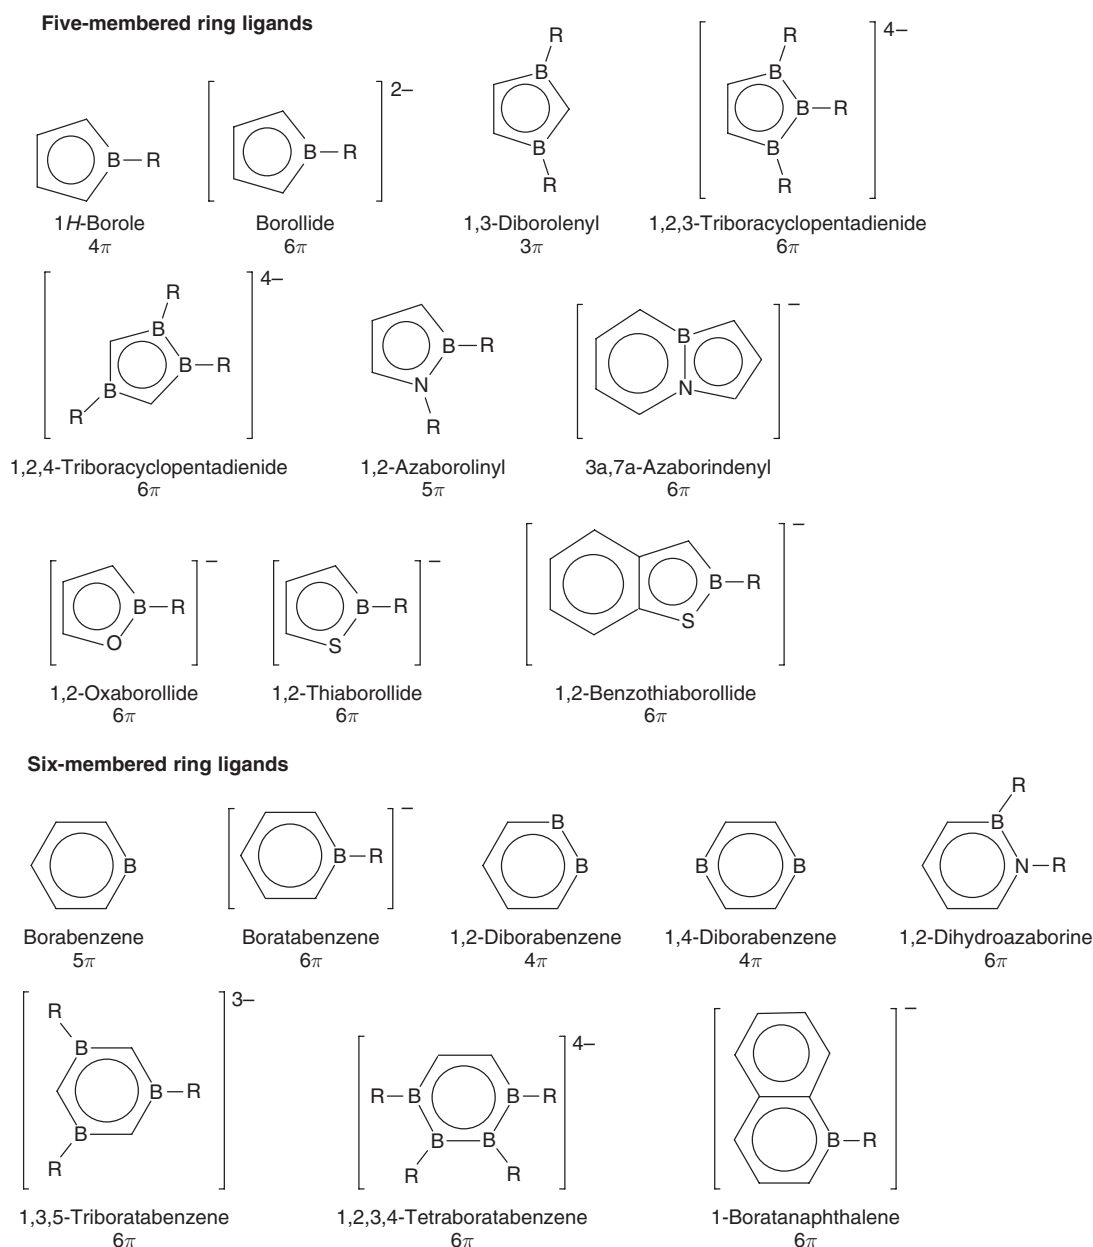 Five-membered ring ligands
B R
1H-Borole
4π
B R 2–
Borollide
6π
R B B R
1,3-Diborolenyl
3π
R B B R B R 4–
1,2,3-Triboracyclopentadienide
6π
R B B R B R 4–
1,2,4-Triboracyclopentadienide
6π
B R N R
1,2-Azaborolinyl
5π
B N –
3a,7a-Azaborindenyl
6π
B R O –
1,2-Oxaborollide
6π
B R S –
1,2-Thiaborollide
6π
B R S –
1,2-Benzothiaborollide
6π
Six-membered ring ligands
B
Borabenzene
5π
B R –
Boratabenzene
6π
B B
1,2-Diborabenzene
4π
B B
1,4-Diborabenzene
4π
R B N R
1,2-Dihydroazaborine
6π
R B B R B R 3–
1,3,5-Triboratabenzene
6π
R B B R B B R R 4–
1,2,3,4-Tetraboratabenzene
6π
B R –
1-Boratanaphthalene
6π